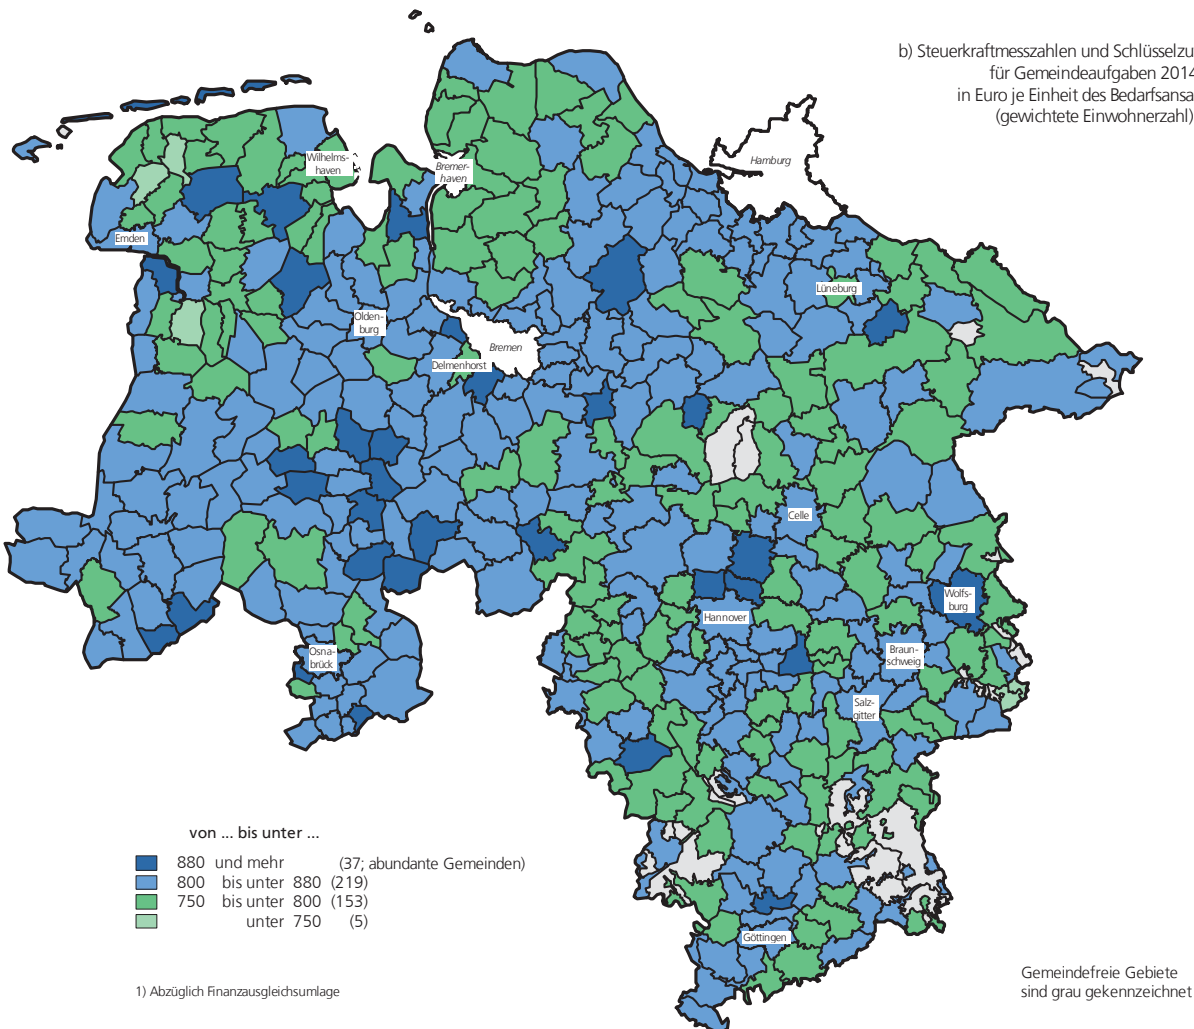 b) Steuerkraftmesszahlen und Schlüsselzu
für Gemeindeaufgaben 2014
in Euro je Einheit des Bedarfsansa
(gewichtete Einwohnerzahl)
Hamburg
Wilhelms-
haven
Bremer-
haven
Emden
Lüneburg
Olden-
burg
Bremen
Delmenhorst
Celle
Wolfs-
burg
Hannover
Osna-
brück
Braun-
schweig
Salz-
gitter
Göttingen
von ... bis unter ...
880 und mehr (37; abundante Gemeinden)
800 bis unter 880 (219)
750 bis unter 800 (153)
unter 750 (5)
1) Abzüglich Finanzausgleichsumlage
Gemeindefreie Gebiete
sind grau gekennzeichnet